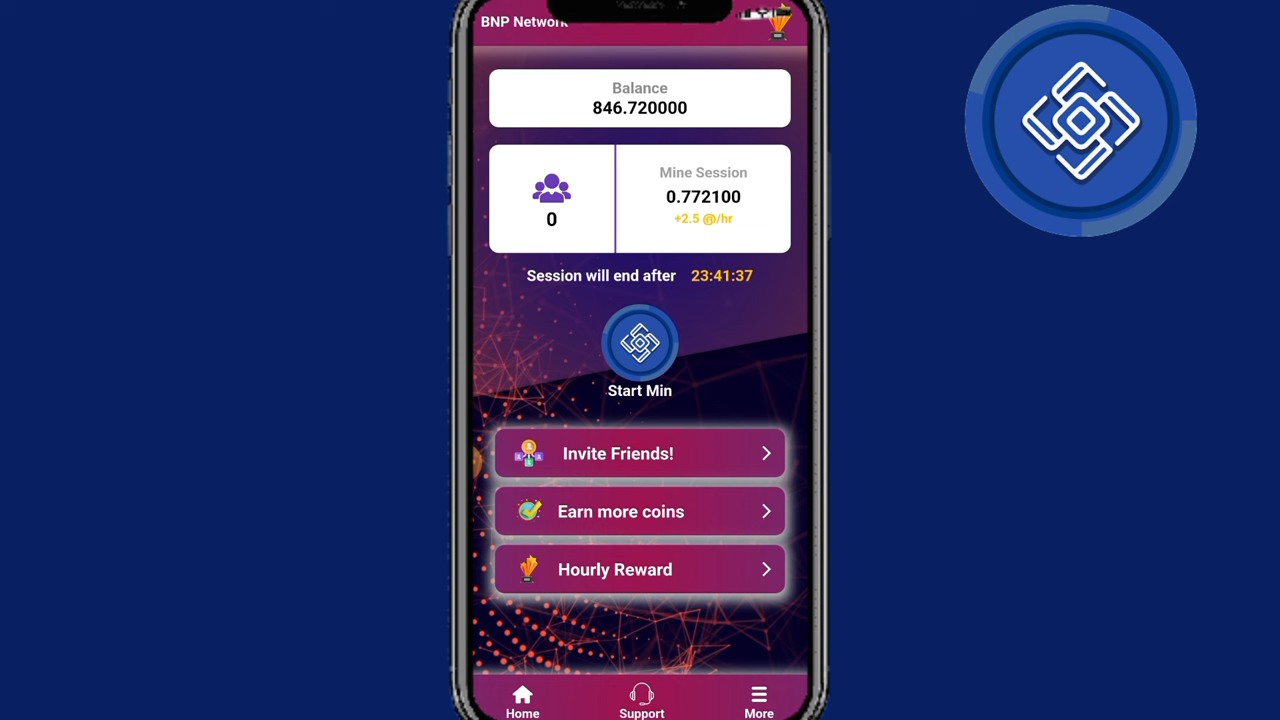 BNP Network
Balance
846.720000
0
Mine Session
0.772100
+2.5 @/hr
Session will end after 23:41:37
Start Min
Invite Friends!
Earn more coins
Hourly Reward
Home
Support
More